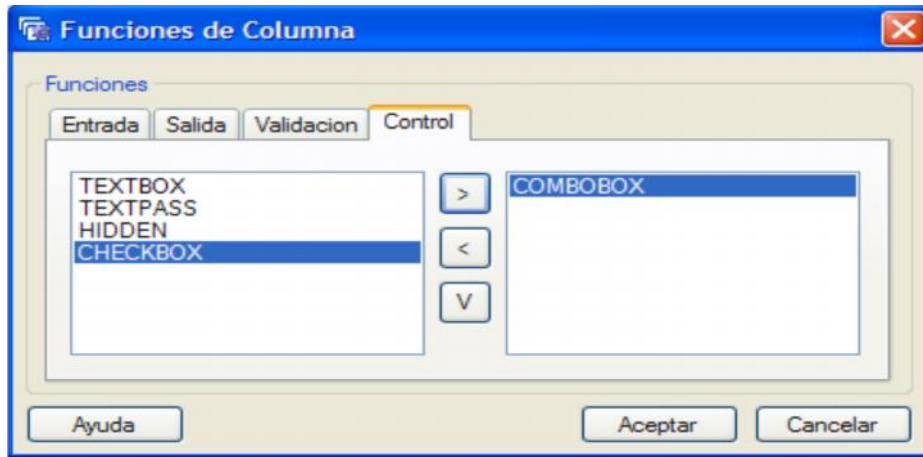 Funciones de Columna
Funciones
Entrada Salida Validacion Control
TEXTBOX
TEXTPASS
HIDDEN
CHECKBOX
>
<
V
COMBOBOX
Ayuda Aceptar Cancelar